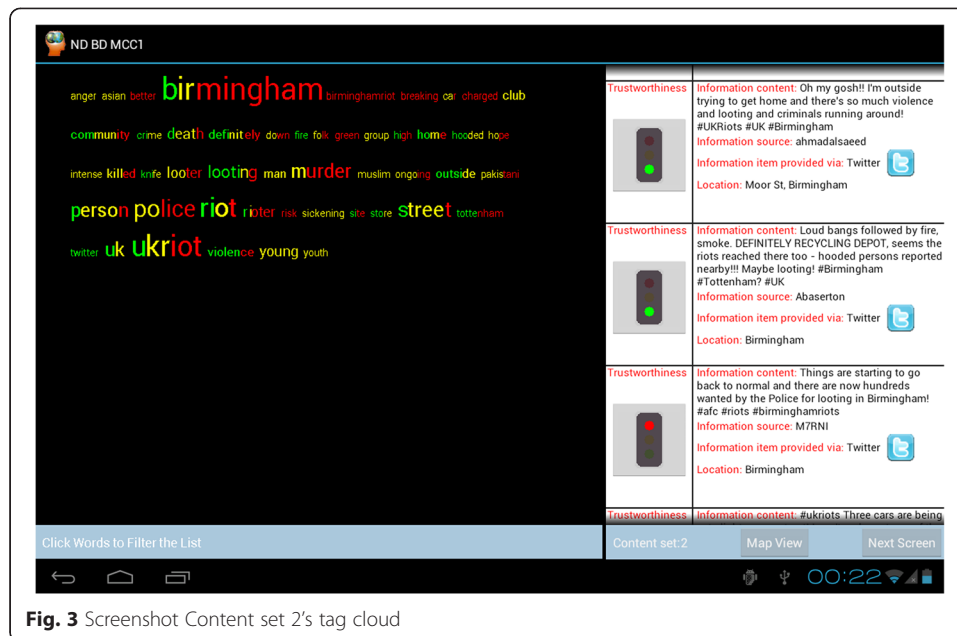 ND BD MCC1
anger asian better birmingham birminghamriot breaking car charged club
community crime death definitely down fire folk green group high home hooded hope
intense killed knife looter looting man murder muslim ongoing outside pakistani
person police riot rioter risk sickening site store street tottenham
twitter uk ukriot violence young youth
Trustworthiness
Information content: Oh my gosh!! I'm outside
trying to get home and there's so much violence
and looting and criminals running around!
#UKRiots #UK #Birmingham
Information source: ahmadalsaeed
Information item provided via: Twitter
Location: Moor St, Birmingham
Trustworthiness
Information content: Loud bangs followed by fire,
smoke. DEFINITELY RECYCLING DEPOT, seems the
riots reached there too - hooded persons reported
nearby!!! Maybe looting! #Birmingham
#Tottenham? #UK
Information source: Abaserton
Information item provided via: Twitter
Location: Birmingham
Trustworthiness
Information content: Things are starting to go
back to normal and there are now hundreds
wanted by the Police for looting in Birmingham!
#afc #riots #birminghamriots
Information source: M7RNI
Information item provided via: Twitter
Location: Birmingham
Trustworthiness
Information content: #ukriots Three cars are being
Click Words to Filter the List
Content set:2
Map View
Next Screen
00:22
Fig. 3 Screenshot Content set 2's tag cloud